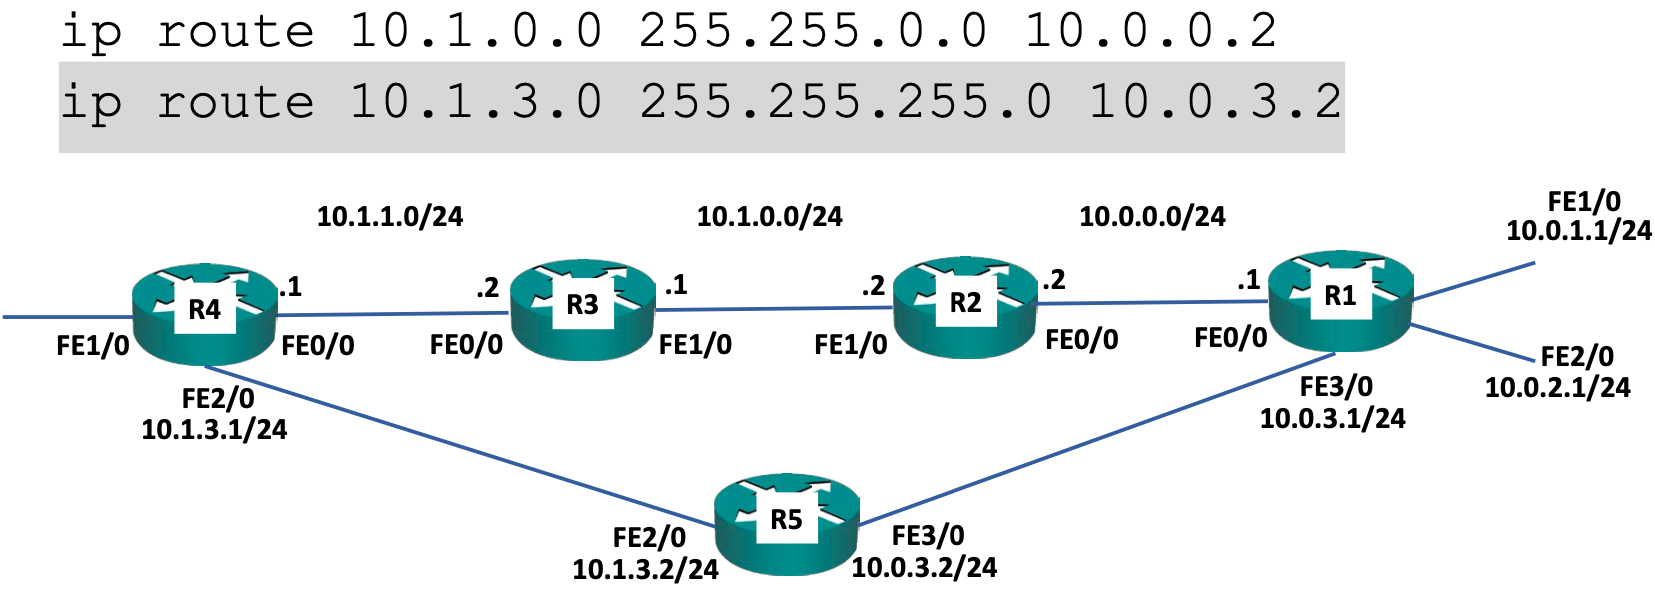 ip route 10.1.0.0 255.255.0.0 10.0.0.2
ip route 10.1.3.0 255.255.255.0 10.0.3.2
10.1.1.0/24
10.1.0.0/24
10.0.0.0/24
FE1/0
10.0.1.1/24
R4
.1
.2
R3
.1
.2
R2
.2
.1
R1
FE1/0
FE0/0
FE0/0
FE1/0
FE1/0
FE0/0
FE0/0
FE2/0
10.0.2.1/24
FE2/0
10.1.3.1/24
FE3/0
10.0.3.1/24
R5
FE2/0
10.1.3.2/24
FE3/0
10.0.3.2/24